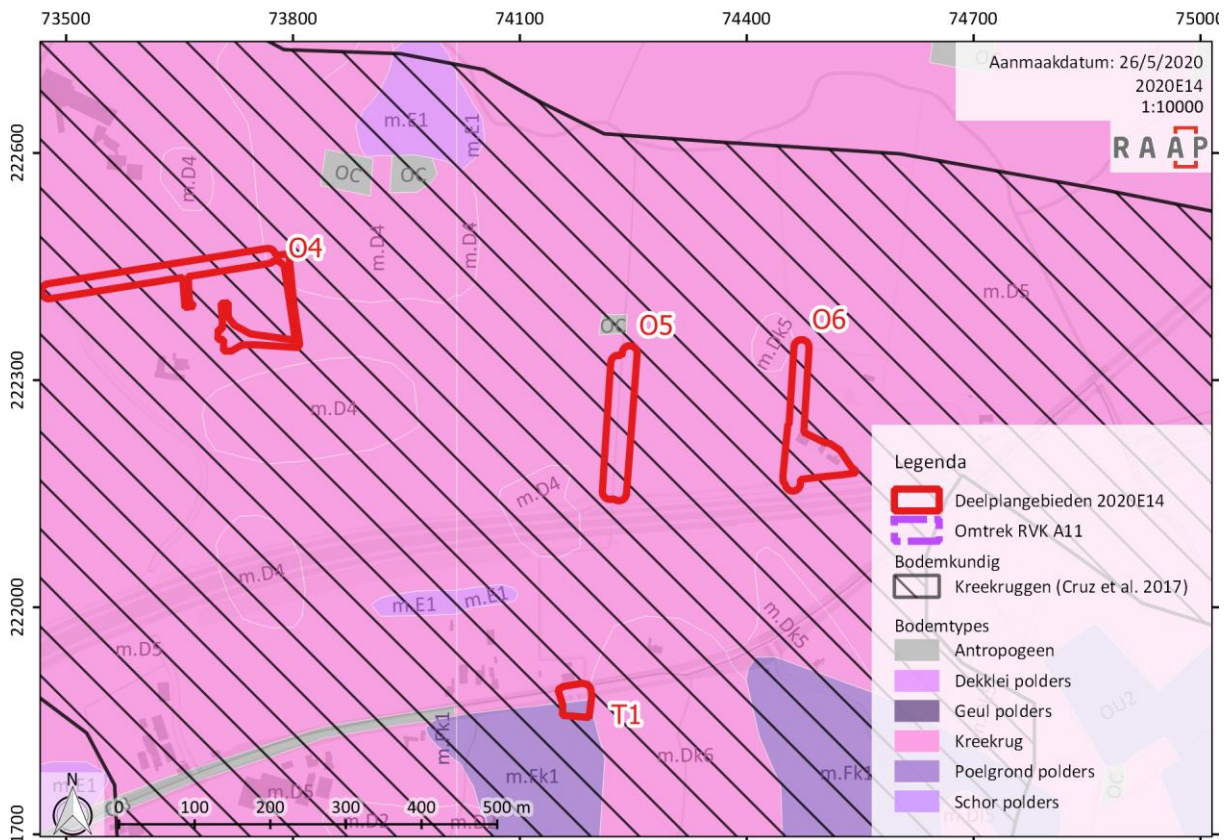 73500 73800 74100 74400 74700 75000
Aanmaakdatum: 26/5/2020
2020E14
1:10000
RAAP
222600
222300
222000
m.E1
m.E1
OC
OC
m.D4
m.D4
m.D4
O4
m.D5
OC
O5
m.Dk5
O6
m.D4
m.D4
m.D4
m.E1
m.E1
m.Dk5
m.D5
T1
m.Fk1
m.Fk1
m.Dk6
m.Fk1
m.E1
m.D5
m.D2
OU2
OC
Legenda
Deelplangebieden 2020E14
Omtrek RVK A11
Bodemkundig
Kreekruggen (Cruz et al. 2017)
Bodemtypes
Antropogeen
Dekklei polders
Geul polders
Kreekrug
Poelgrond polders
Schor polders
N
0 100 200 300 400 500 m